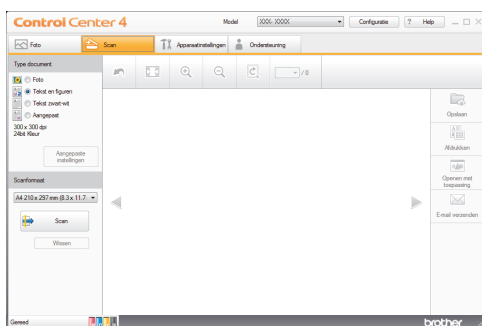 Control Center 4
Model
XXX- XXXX
Configuratie
? Help
Foto
Scan
Apparaatinstellingen
Ondersteuning
Type document
Foto
Tekst en figuren
Tekst zwart-wit
Aangepast
300 x 300 dpi
24bit Kleur
Aangepaste
instellingen
Scanformaat
A4 210 x 297 mm (8.3 x 11.7
Scan
Wissen
/ 0
Opslaan
Afdrukken
Openen met
toepassing
E-mail verzenden
Gereed
brother